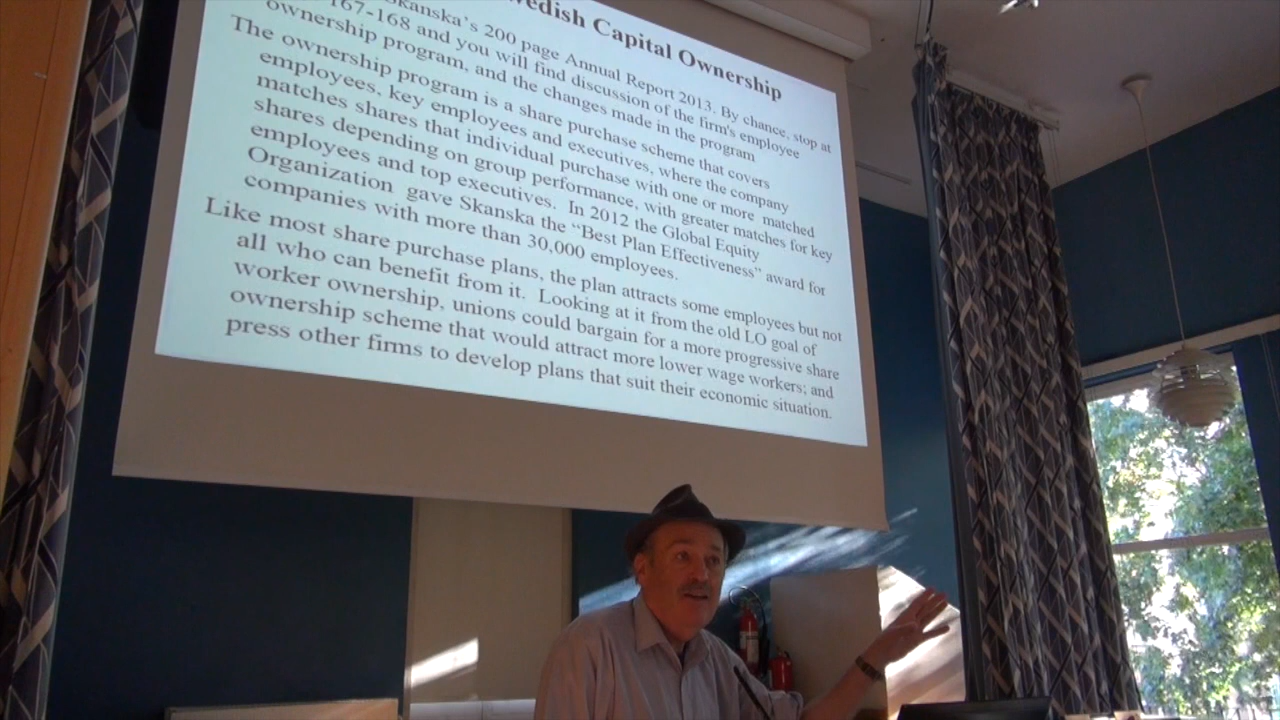 Swedish Capital Ownership
Skanska's 200 page Annual Report 2013. By chance, stop at
167-168 and you will find discussion of the firm's employee
ownership program, and the changes made in the program
The ownership program is a share purchase scheme that covers
employees, key employees and executives, where the company
matches shares that individual purchase with one or more matched
shares depending on group performance, with greater matches for key
employees and top executives. In 2012 the Global Equity
Organization gave Skanska the “Best Plan Effectiveness” award for
companies with more than 30,000 employees.
Like most share purchase plans, the plan attracts some employees but not
all who can benefit from it. Looking at it from the old LO goal of
worker ownership, unions could bargain for a more progressive share
ownership scheme that would attract more lower wage workers; and
press other firms to develop plans that suit their economic situation.